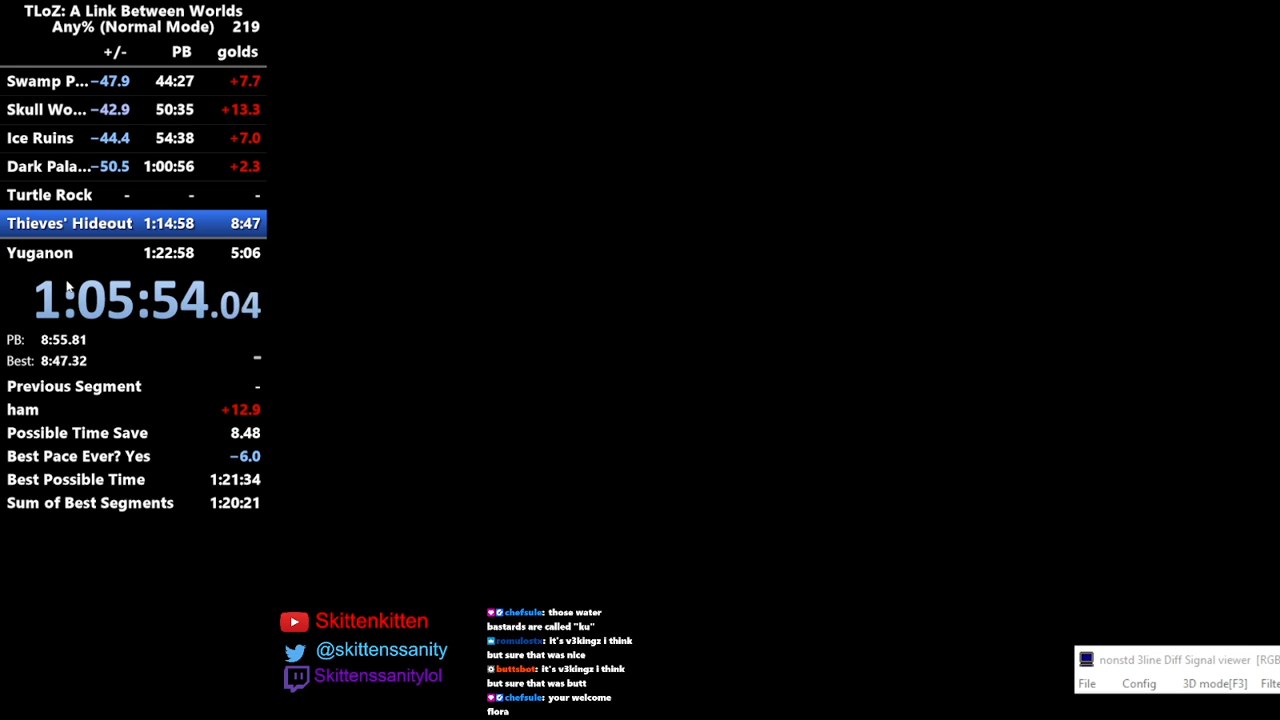 TLoZ: A Link Between Worlds
Any% (Normal Mode) 219
+/- PB golds
Swamp P... −47.9 44:27 +7.7
Skull Wo... −42.9 50:35 +13.3
Ice Ruins −44.4 54:38 +7.0
Dark Pala... −50.5 1:00:56 +2.3
Turtle Rock - - -
Thieves' Hideout 1:14:58 8:47
Yuganon 1:22:58 5:06
1:05:54.04
PB: 8:55.81
Best: 8:47.32 -
Previous Segment -
ham +12.9
Possible Time Save 8.48
Best Pace Ever? Yes −6.0
Best Possible Time 1:21:34
Sum of Best Segments 1:20:21
Skittenkitten
@skittenssanity
Skittenssanitylol
chefsule: those water
bastards are called "ku"
romulostx: it's v3kingz i think
but sure that was nice
buttsbot: it's v3kingz i think
but sure that was butt
chefsule: your welcome
flora
nonstd 3line Diff Signal viewer [RGB
File Config 3D mode[F3] Filte